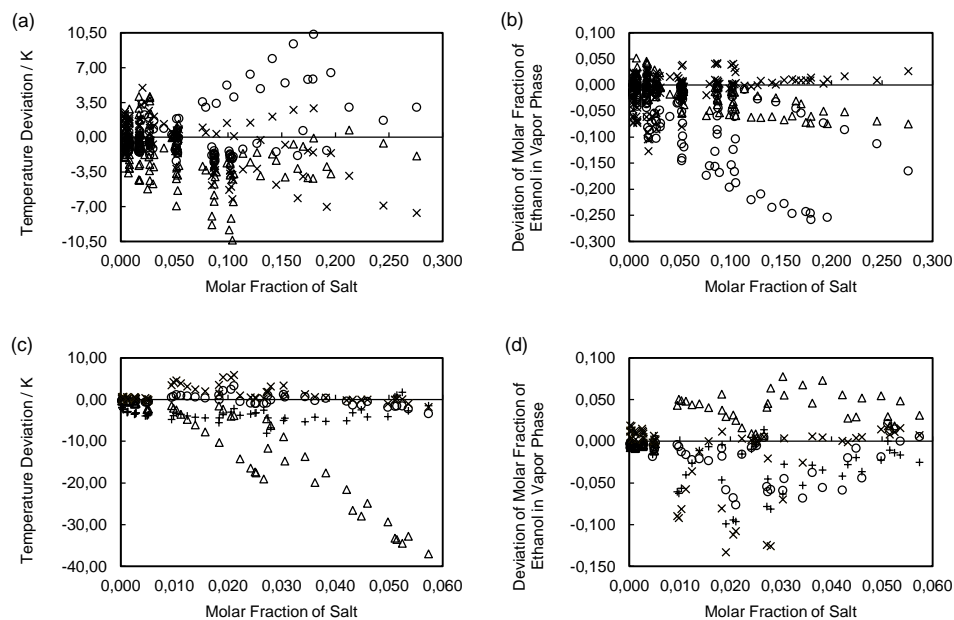 (a)
Temperature Deviation / K
10,50
7,00
3,50
0,00
-3,50
-7,00
-10,50
0,000 0,050 0,100 0,150 0,200 0,250 0,300
Molar Fraction of Salt
(b)
Deviation of Molar Fraction of
Ethanol in Vapor Phase
0,100
0,050
0,000
-0,050
-0,100
-0,150
-0,200
-0,300
0,000 0,050 0,100 0,150 0,200 0,250 0,300
Molar Fraction of Salt
(c)
Temperature Deviation / K
10,00
0,00
-10,00
-20,00
-30,00
-40,00
0,000 0,010 0,020 0,030 0,040 0,050 0,060
Molar Fraction of Salt
(d)
Deviation of Molar Fraction of
Ethanol in Vapor Phase
0,100
0,050
0,000
-0,050
-0,100
-0,150
0,000 0,010 0,020 0,030 0,040 0,050 0,060
Molar Fraction of Salt